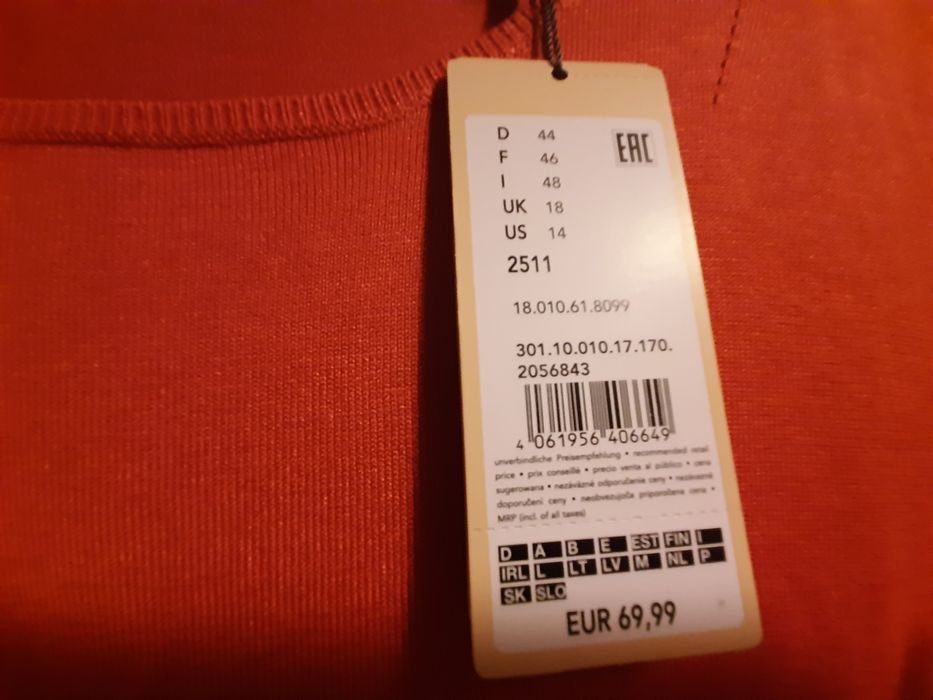 D 44
F 46
I 48
UK 18
US 14
EAC
2511
18.010.61.8099
301.10.010.17.170.
2056843
4 061956 406649
unverbindliche Preisempfehlung • recommended retail
price • prix conseillé • precio venta al público • cena
sugerowana • nezávázné odporučanie ceny • nezávazné
doporučení ceny • neobvezujoča priporočena cena •
MRP (incl. of all taxes)
D A B E EST FIN I
IRL L LT LV M NL P
SK SLO
EUR 69,99